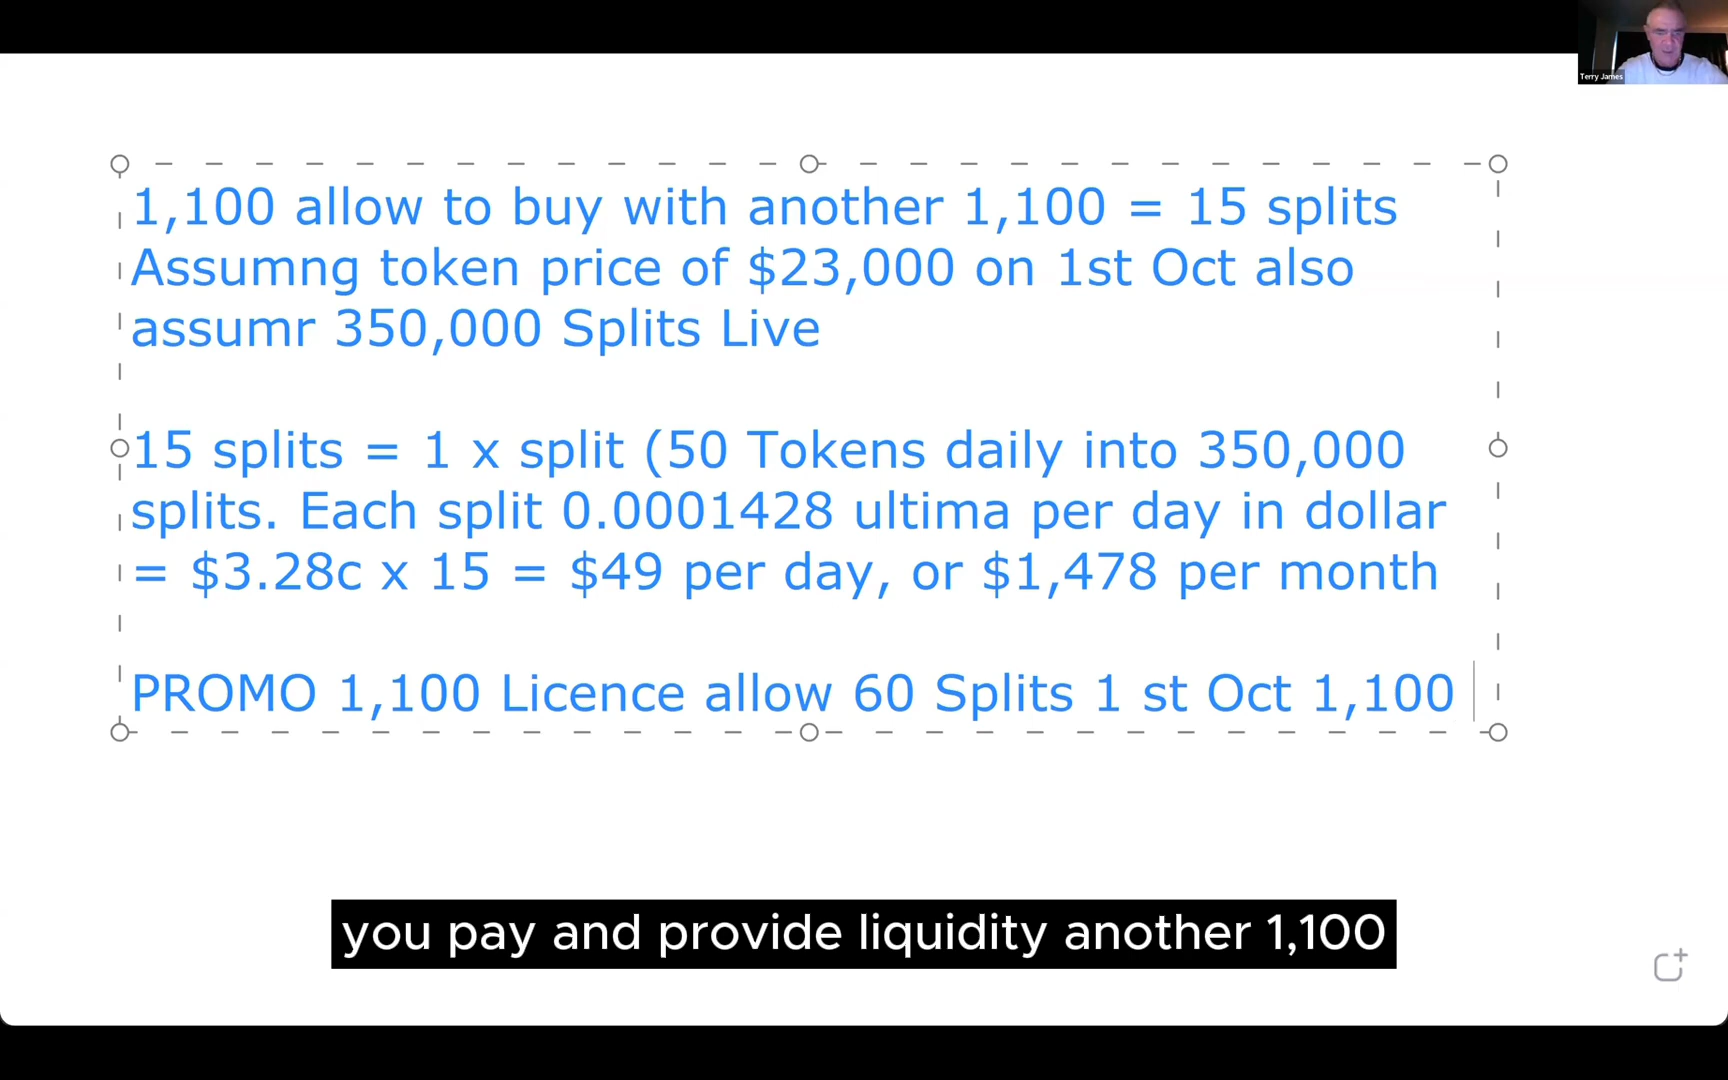 Terry James
1,100 allow to buy with another 1,100 = 15 splits
Assumng token price of $23,000 on 1st Oct also
assumr 350,000 Splits Live
15 splits = 1 x split (50 Tokens daily into 350,000
splits. Each split 0.0001428 ultima per day in dollar
= $3.28c x 15 = $49 per day, or $1,478 per month
PROMO 1,100 Licence allow 60 Splits 1 st Oct 1,100
you pay and provide liquidity another 1,100